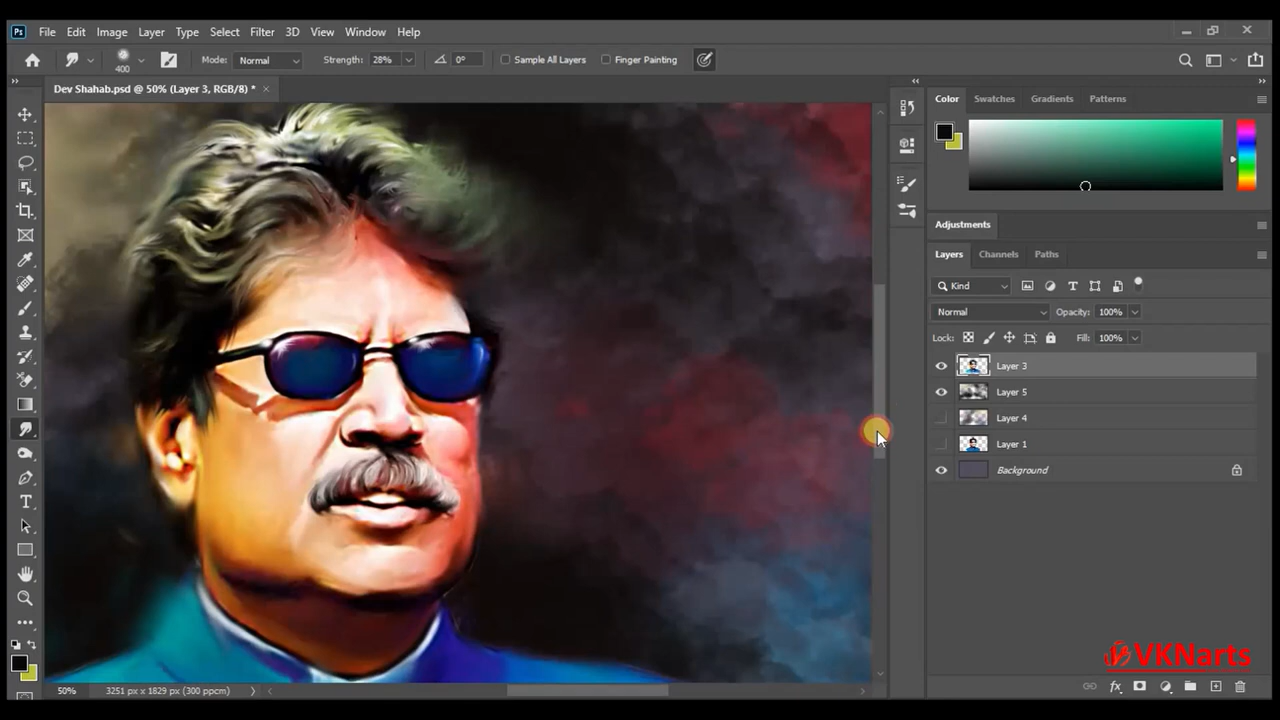 Ps File Edit Image Layer Type Select Filter 3D View Window Help
400 Mode: Normal Strength: 28% 0° Sample All Layers Finger Painting
Dev Shahab.psd @ 50% (Layer 3, RGB/8) * ×
Color Swatches Gradients Patterns
Adjustments
Layers Channels Paths
Kind
Normal Opacity: 100%
Lock: Fill: 100%
Layer 3
Layer 5
Layer 4
Layer 1
Background
VKNarts
fx
50% 3251 px x 1829 px (300 ppcm)